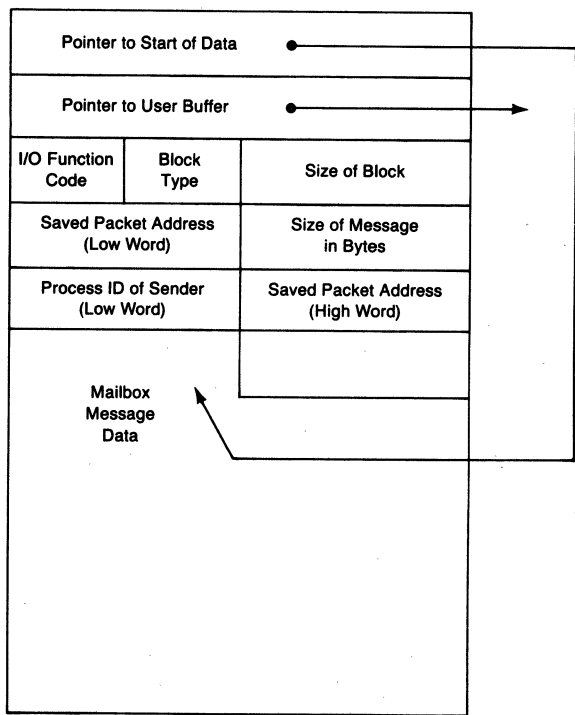 Pointer to Start of Data
Pointer to User Buffer
I/O Function
Code
Block
Type
Size of Block
Saved Packet Address
(Low Word)
Size of Message
in Bytes
Process ID of Sender
(Low Word)
Saved Packet Address
(High Word)
Mailbox
Message
Data